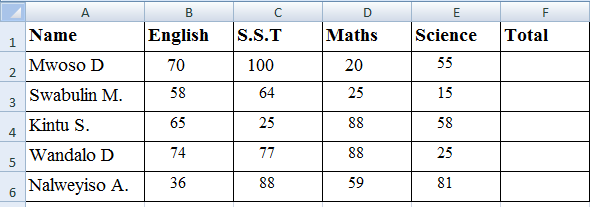 A B C D E F
1 Name English S.S.T Maths Science Total
2 Mwoso D 70 100 20 55
3 Swabulin M. 58 64 25 15
4 Kintu S. 65 25 88 58
5 Wandalo D 74 77 88 25
6 Nalweyiso A. 36 88 59 81